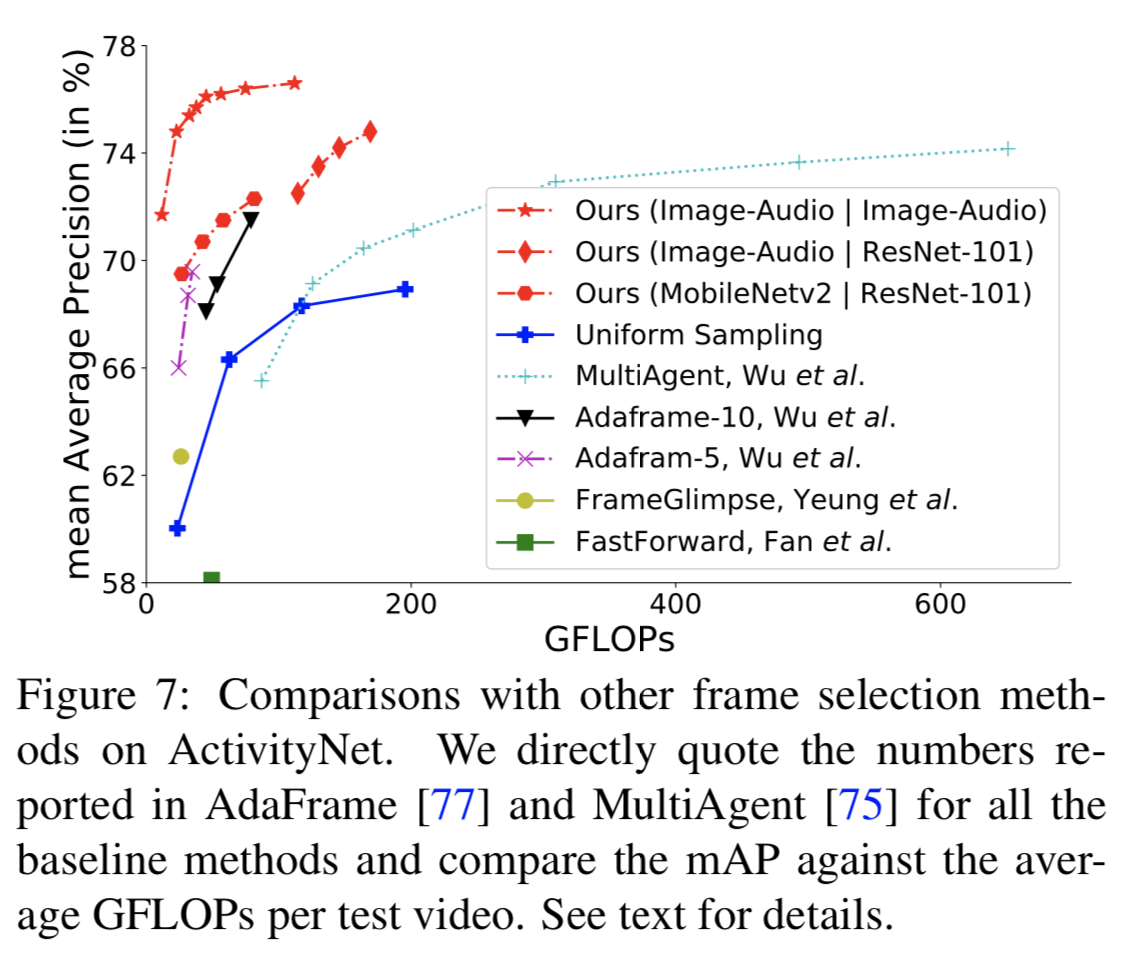 mean Average Precision (in %)
78
74
70
66
62
58
0
200
400
600
GFLOPs
Ours (Image-Audio | Image-Audio)
Ours (Image-Audio | ResNet-101)
Ours (MobileNetv2 | ResNet-101)
Uniform Sampling
MultiAgent, Wu et al.
Adaframe-10, Wu et al.
Adafram-5, Wu et al.
FrameGlimpse, Yeung et al.
FastForward, Fan et al.
Figure 7: Comparisons with other frame selection meth-
ods on ActivityNet. We directly quote the numbers re-
ported in AdaFrame [77] and MultiAgent [75] for all the
baseline methods and compare the mAP against the aver-
age GFLOPs per test video. See text for details.